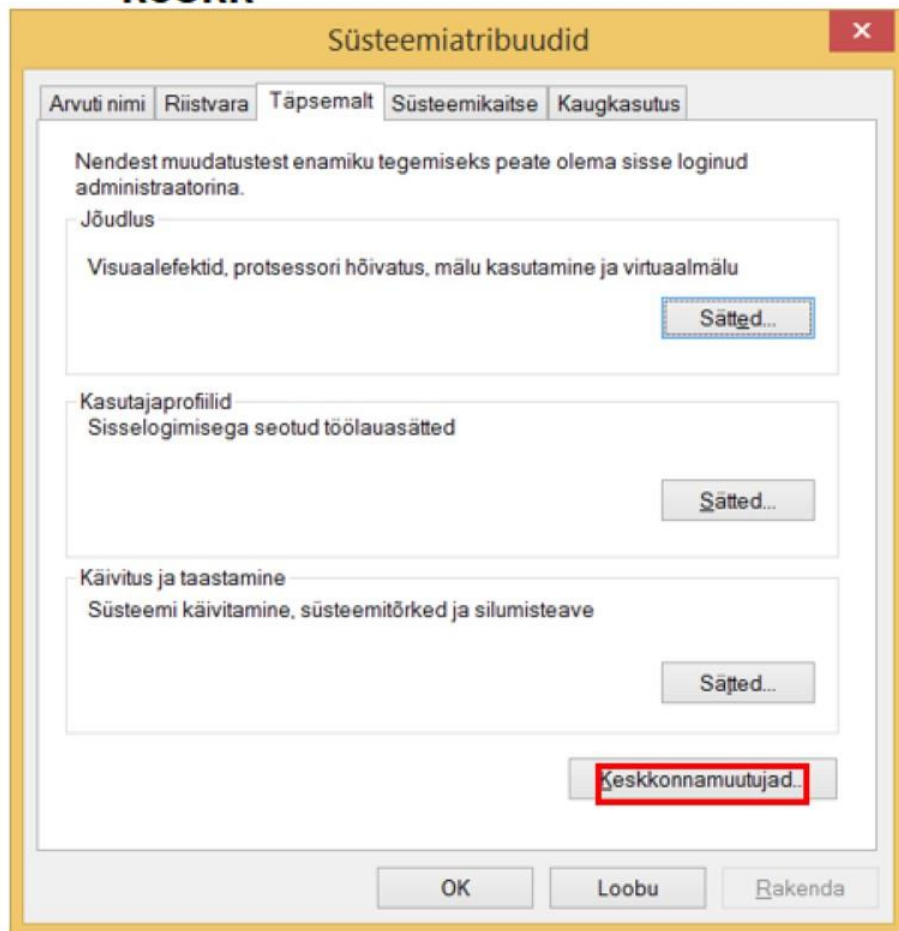 Süsteemiatribuudid
Arvuti nimi Riistvara Täpsemalt Süsteemikaitse Kaugkasutus
Nendest muudatustest enamiku tegemiseks peate olema sisse loginud
administraatorina.
Jõudlus
Visuaalefektid, protsessori hõivatus, mälu kasutamine ja virtuaalmälu
Sätted...
Kasutajaprofiilid
Sisselogimisega seotud töölauasätted
Sätted...
Käivitus ja taastamine
Süsteemi käivitamine, süsteemitõrked ja silumisteave
Sätted...
Keskkonnamuutujad...
OK Loobu Rakenda